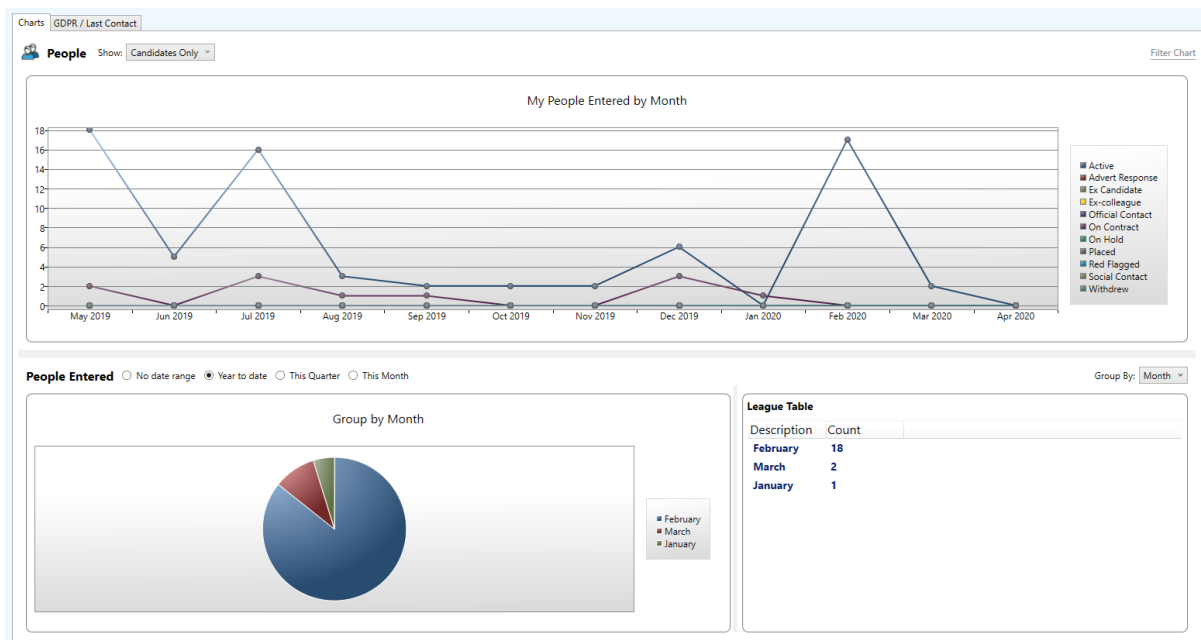 Charts GDPR / Last Contact
People Show: Candidates Only Filter Chart
My People Entered by Month
18
16
14
12
10
8
6
4
2
0
May 2019 Jun 2019 Jul 2019 Aug 2019 Sep 2019 Oct 2019 Nov 2019 Dec 2019 Jan 2020 Feb 2020 Mar 2020 Apr 2020
Active
Advert Response
Ex Candidate
Ex-colleague
Official Contact
On Contract
On Hold
Placed
Red Flagged
Social Contact
Withdrew
People Entered No date range Year to date This Quarter This Month Group By: Month
Group by Month
February
March
January
League Table
Description Count
February 18
March 2
January 1